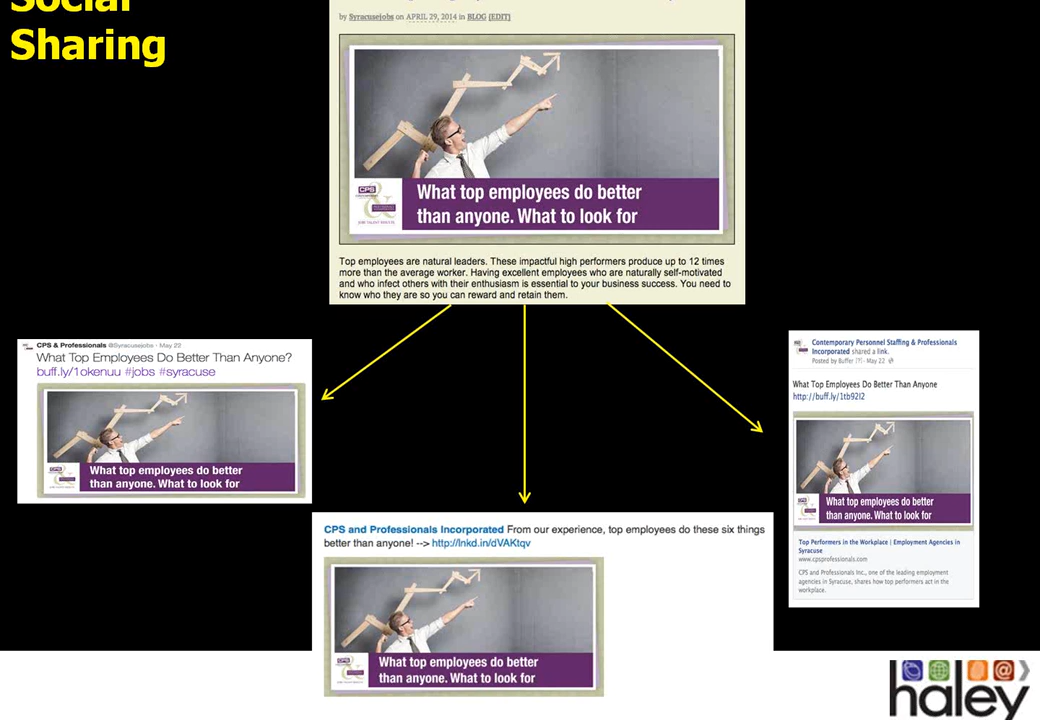 Social
Sharing
by Syracusejobs on APRIL 29, 2014 in BLOG [EDIT]
CPS
&
What top employees do better
than anyone. What to look for
Top employees are natural leaders. These impactful high performers produce up to 12 times
more than the average worker. Having excellent employees who are naturally self-motivated
and who infect others with their enthusiasm is essential to your business success. You need to
know who they are so you can reward and retain them.
CPS & Professionals @Syracusejobs · May 20
What Top Employees Do Better Than Anyone?
buff.ly/1okenuu #jobs #syracuse
What top employees do better
than anyone. What to look for
CPS and Professionals Incorporated From our experience, top employees do these six things
better than anyone! --> http://lnkd.in/dVAKtqv
CPS
What top employees do better
than anyone. What to look for
Contemporary Personnel Staffing & Professionals
Incorporated shared a link.
Posted by Buffer [?] · May 22
What Top Employees Do Better Than Anyone
http://buff.ly/1tb92I2
What top employees do better
than anyone. What to look for
Top Performers in the Workplace | Employment Agencies in
Syracuse
www.cpsprofessionals.com
CPS and Professionals Inc., one of the leading employment
agencies in Syracuse, shares how top performers act in the
workplace.
haley